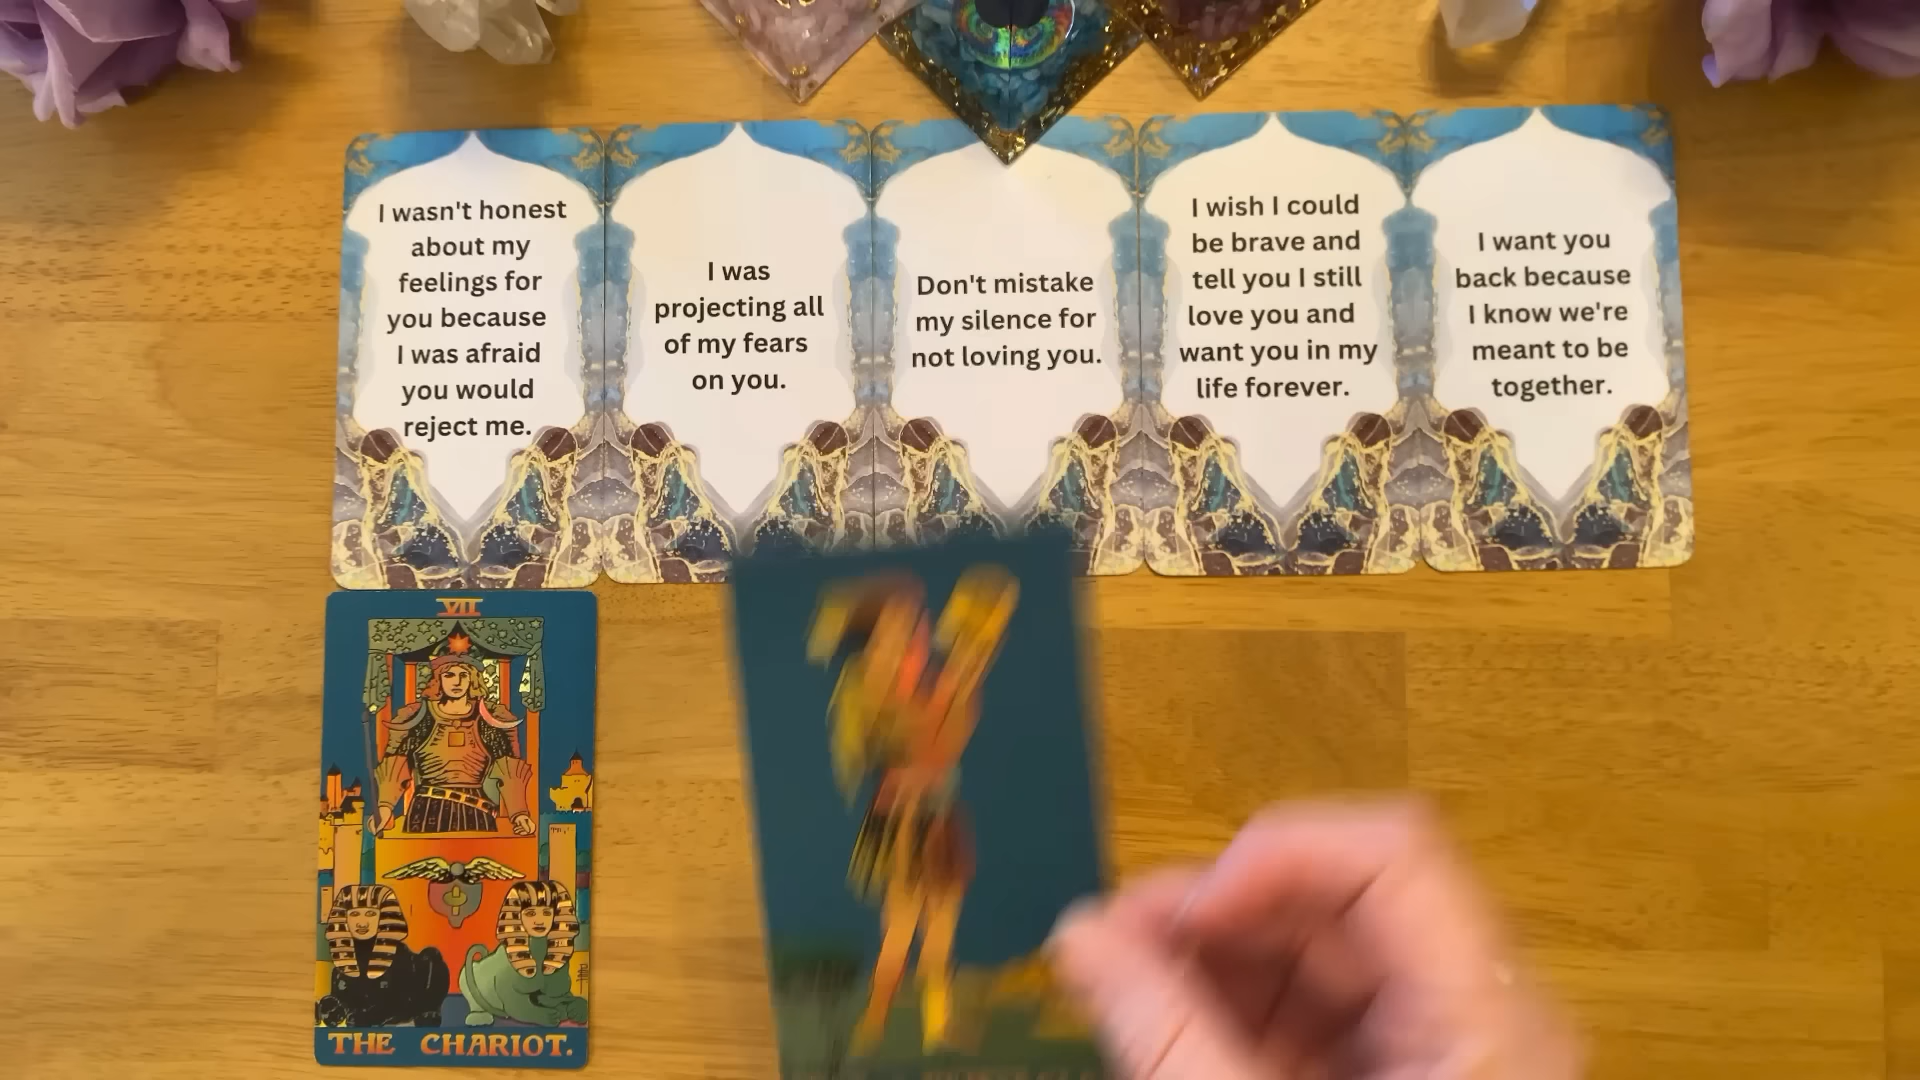 I wasn't honest
about my
feelings for
you because
I was afraid
you would
reject me.
I was
projecting all
of my fears
on you.
Don't mistake
my silence for
not loving you.
I wish I could
be brave and
tell you I still
love you and
want you in my
life forever.
I want you
back because
I know we're
meant to be
together.
VII
THE CHARIOT.